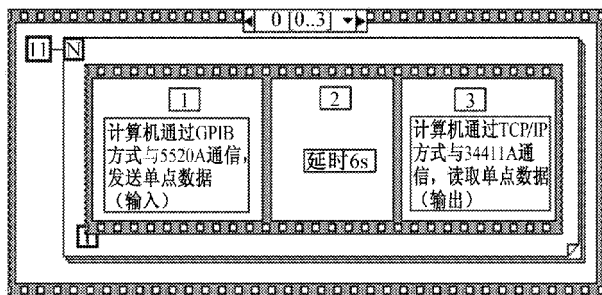 0 [0..3]
11 N
1
计算机通过GPIB
方式与5520A通信,
发送单点数据
(输入)
2
延时6s
3
计算机通过TCP/IP
方式与34411A通
信，读取单点数据
(输出)
i